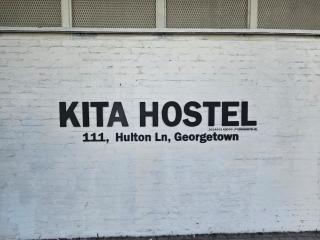 KITA HOSTEL
111, Hulton Ln, Georgetown